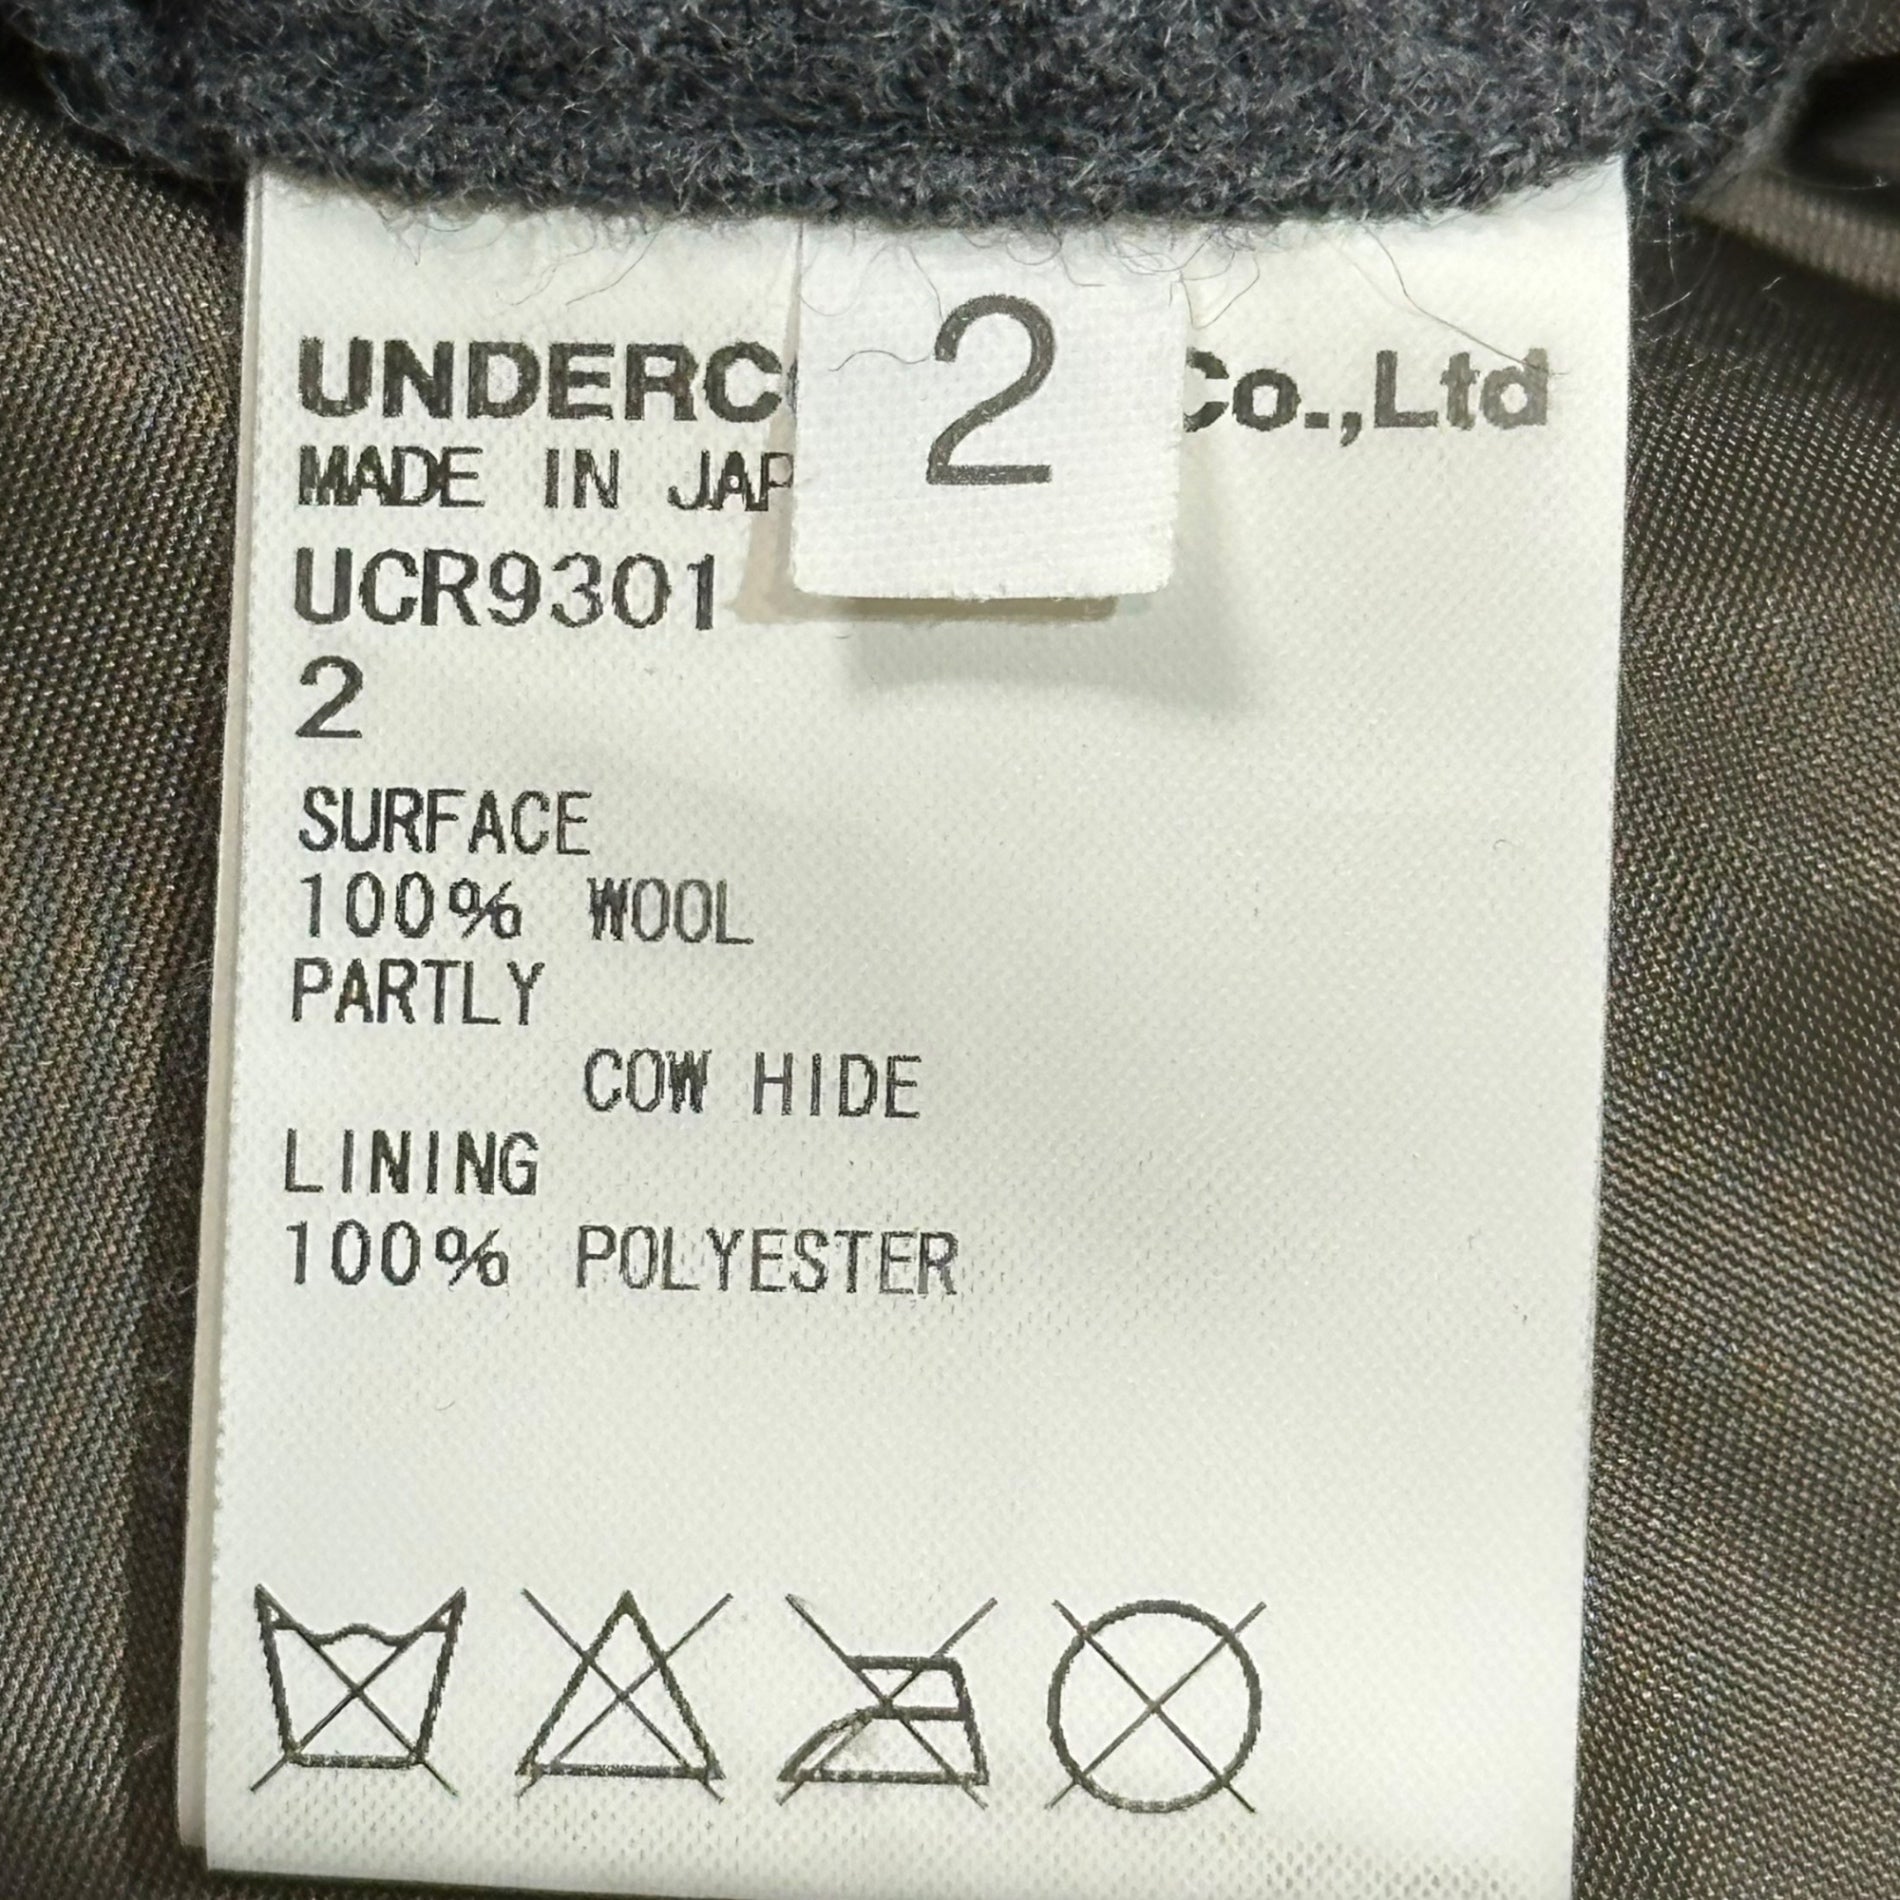 2
UNDERC Co.,Ltd
MADE IN JAP
UCR9301
2
SURFACE
100% WOOL
PARTLY
COW HIDE
LINING
100% POLYESTER